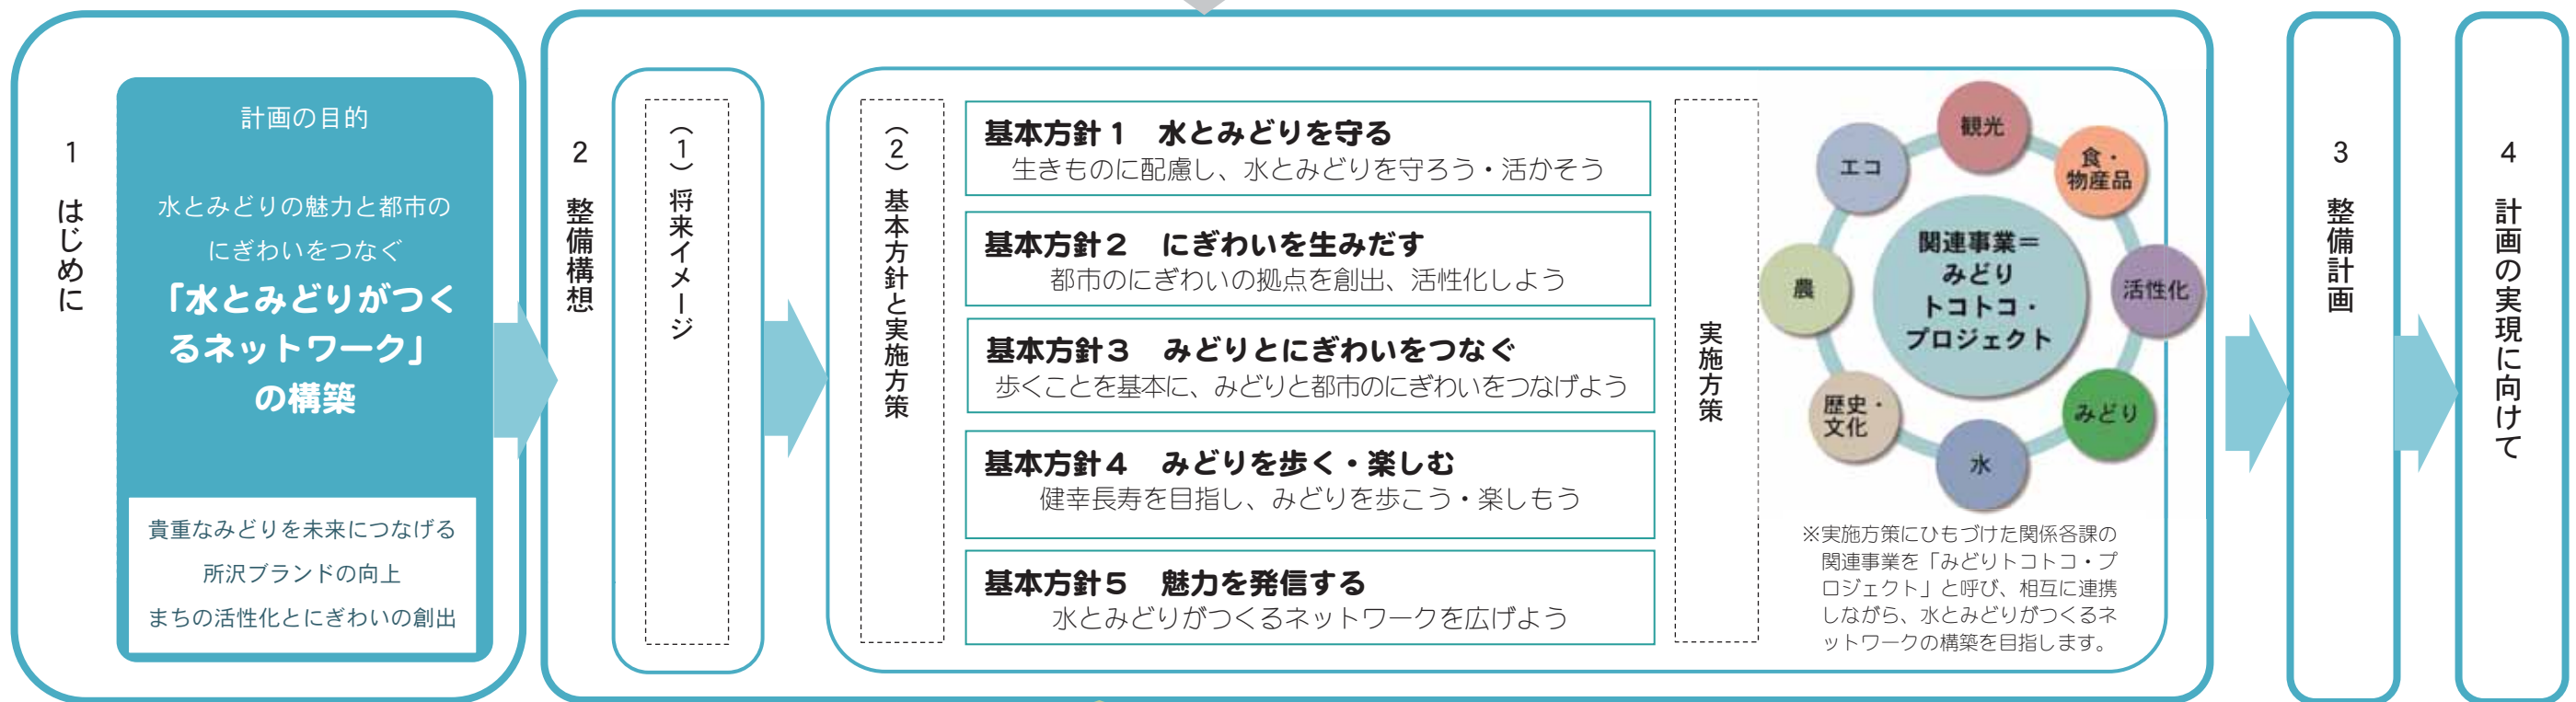 1 はじめに
計画の目的
水とみどりの魅力と都市の
にぎわいをつなぐ
「水とみどりがつく
るネットワーク」
の構築
貴重なみどりを未来につなげる
所沢ブランドの向上
まちの活性化とにぎわいの創出
2 整備構想
（1）将来イメージ
（2）基本方針と実施方策
基本方針１　水とみどりを守る
生きものに配慮し、水とみどりを守ろう・活かそう
基本方針２　にぎわいを生みだす
都市のにぎわいの拠点を創出、活性化しよう
基本方針３　みどりとにぎわいをつなぐ
歩くことを基本に、みどりと都市のにぎわいをつなげよう
基本方針４　みどりを歩く・楽しむ
健幸長寿を目指し、みどりを歩こう・楽しもう
基本方針５　魅力を発信する
水とみどりがつくるネットワークを広げよう
実施方策
観光
食・
物産品
活性化
みどり
水
歴史・
文化
農
エコ
関連事業＝
みどり
トコトコ・
プロジェクト
※実施方策にひもづけた関係各課の
関連事業を「みどりトコトコ・プ
ロジェクト」と呼び、相互に連携
しながら、水とみどりがつくるネ
ットワークの構築を目指します。
3 整備計画
4 計画の実現に向けて